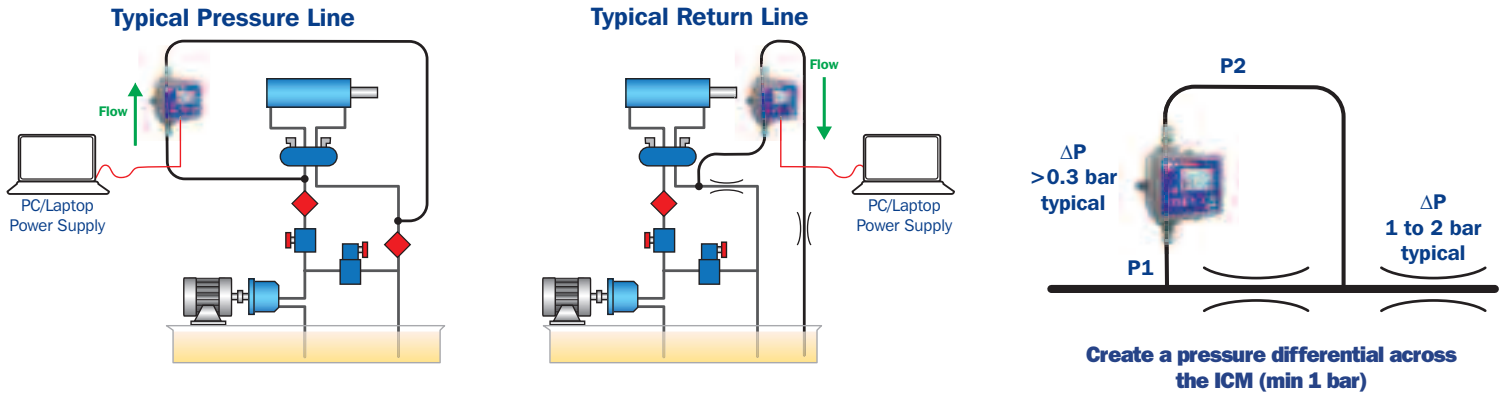 Typical Pressure Line
Flow
PC/Laptop
Power Supply
Typical Return Line
Flow
PC/Laptop
Power Supply
P2
ΔP
>0.3 bar
typical
P1
ΔP
1 to 2 bar
typical
Create a pressure differential across
the ICM (min 1 bar)